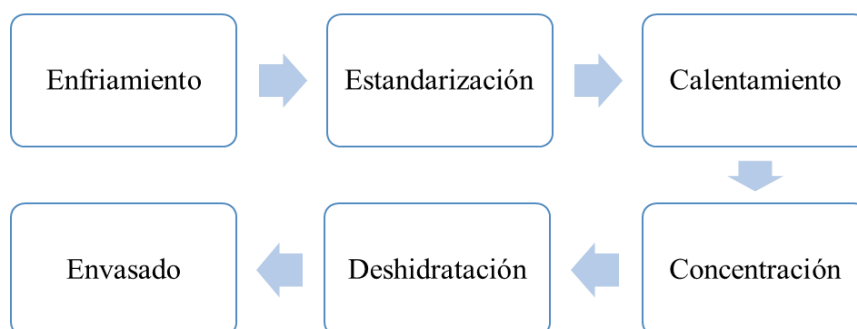 Enfriamiento
Estandarización
Calentamiento
Concentración
Deshidratación
Envasado